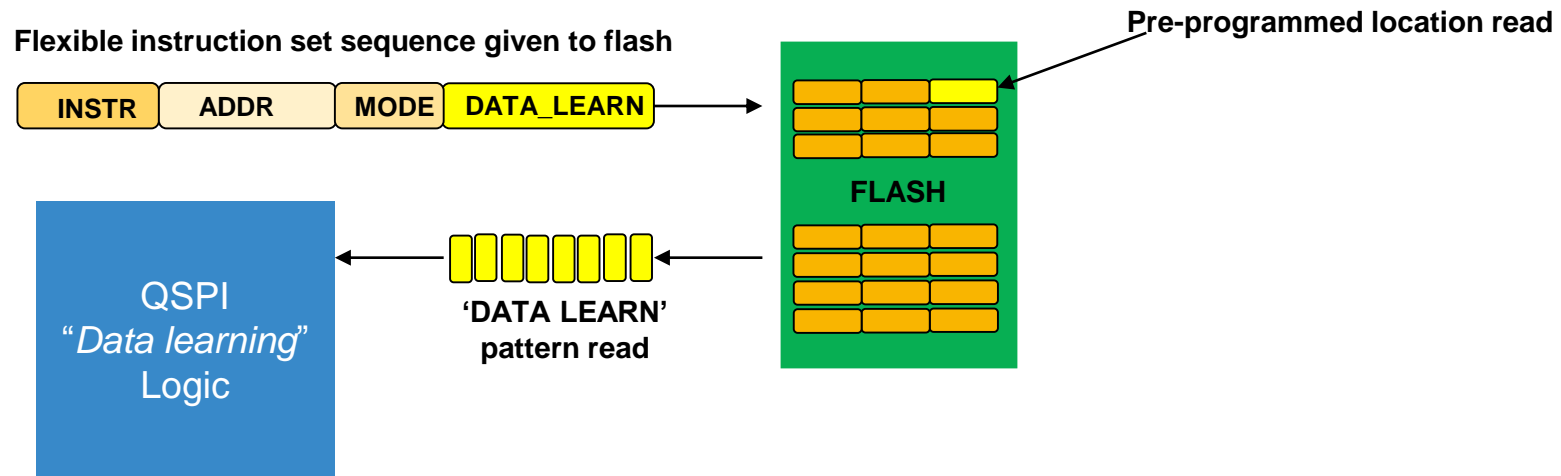 Pre-programmed location read
Flexible instruction set sequence given to flash
INSTR ADDR MODE DATA_LEARN
FLASH
QSPI
“Data learning”
Logic
‘DATA LEARN’
pattern read